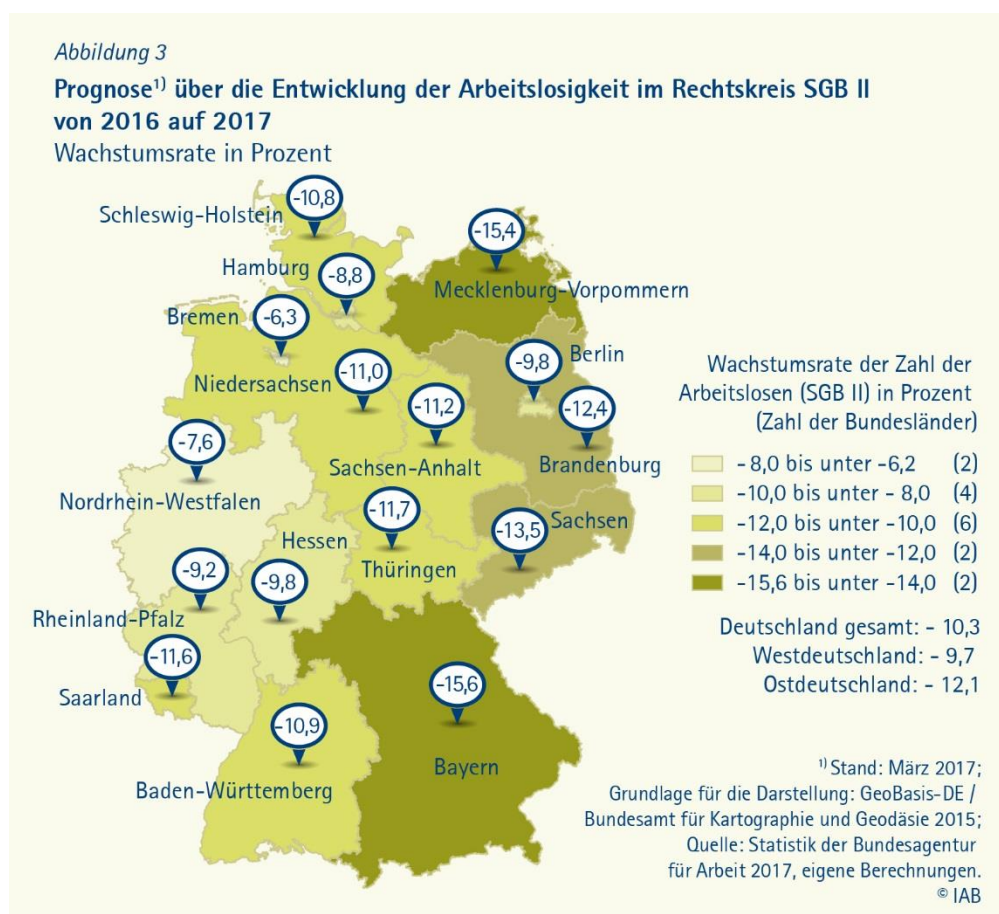 Abbildung 3
Prognose¹⁾ über die Entwicklung der Arbeitslosigkeit im Rechtskreis SGB II
von 2016 auf 2017
Wachstumsrate in Prozent
-10,8
Schleswig-Holstein
-15,4
Hamburg
-8,8
Mecklenburg-Vorpommern
Bremen
-6,3
Berlin
-9,8
Niedersachsen
-11,0
-11,2
-12,4
-7,6
Sachsen-Anhalt
Brandenburg
Nordrhein-Westfalen
-11,7
Sachsen
Hessen
-13,5
Thüringen
-9,2
-9,8
Rheinland-Pfalz
-11,6
Saarland
-15,6
-10,9
Bayern
Baden-Württemberg
Wachstumsrate der Zahl der
Arbeitslosen (SGB II) in Prozent
(Zahl der Bundesländer)
- 8,0 bis unter -6,2 (2)
-10,0 bis unter - 8,0 (4)
-12,0 bis unter -10,0 (6)
-14,0 bis unter -12,0 (2)
-15,6 bis unter -14,0 (2)
Deutschland gesamt: - 10,3
Westdeutschland: - 9,7
Ostdeutschland: - 12,1
¹⁾ Stand: März 2017;
Grundlage für die Darstellung: GeoBasis-DE /
Bundesamt für Kartographie und Geodäsie 2015;
Quelle: Statistik der Bundesagentur
für Arbeit 2017, eigene Berechnungen.
© IAB